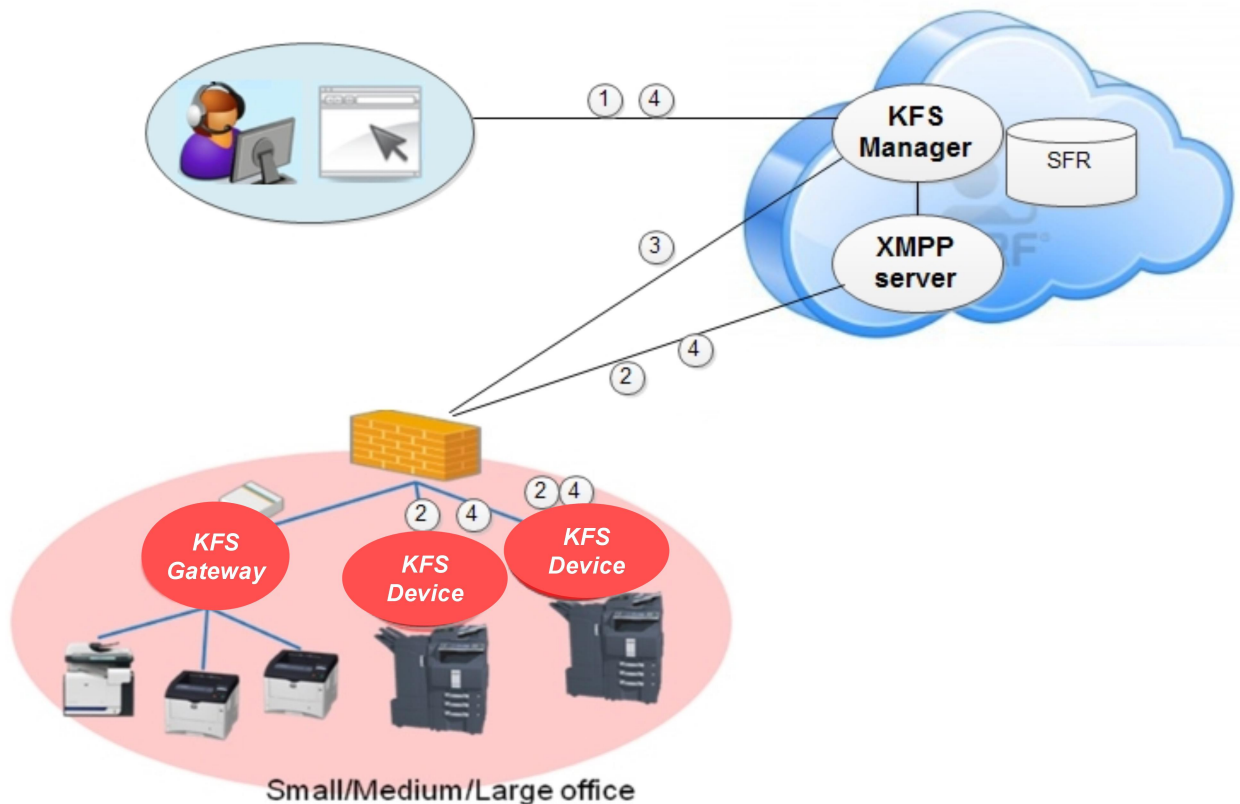 1 4
KFS
Manager
SFR
3
XMPP
server
4
2
2 4
2 4
KFS
Gateway
KFS
Device
KFS
Device
Small/Medium/Large office